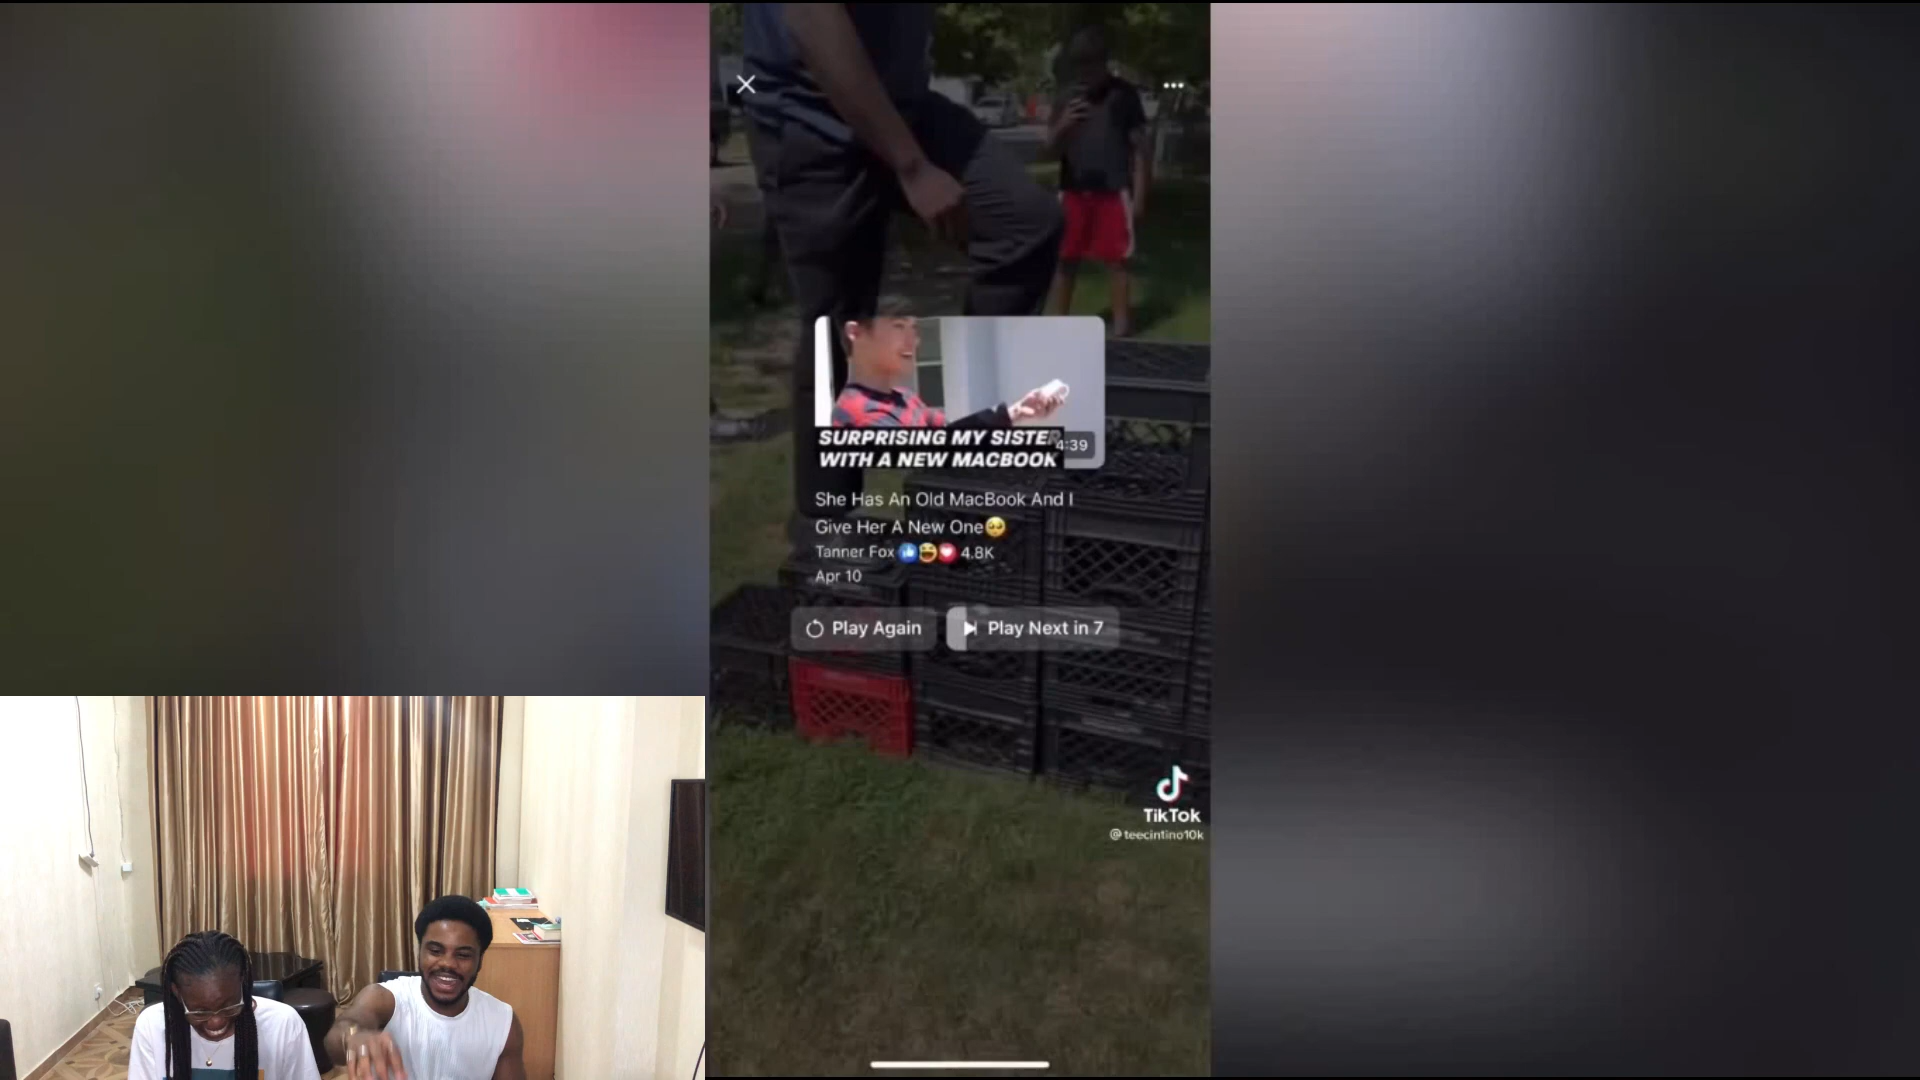 SURPRISING MY SISTER
WITH A NEW MACBOOK
4:39
She Has An Old MacBook And I
Give Her A New One🥺
Tanner Fox 4.8K
Apr 10
Play Again
Play Next in 7
TikTok
@teecintino10k